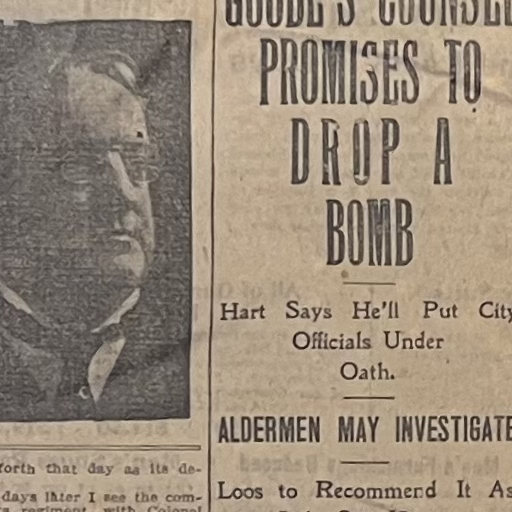 GOODE'S COUNSEL
PROMISES TO
DROP A
BOMB
Hart Says He'll Put City
Officials Under
Oath.
ALDERMEN MAY INVESTIGATE
Loos to Recommend It As
forth that day as its de-
days later I see the com-
regiment, with Colonel